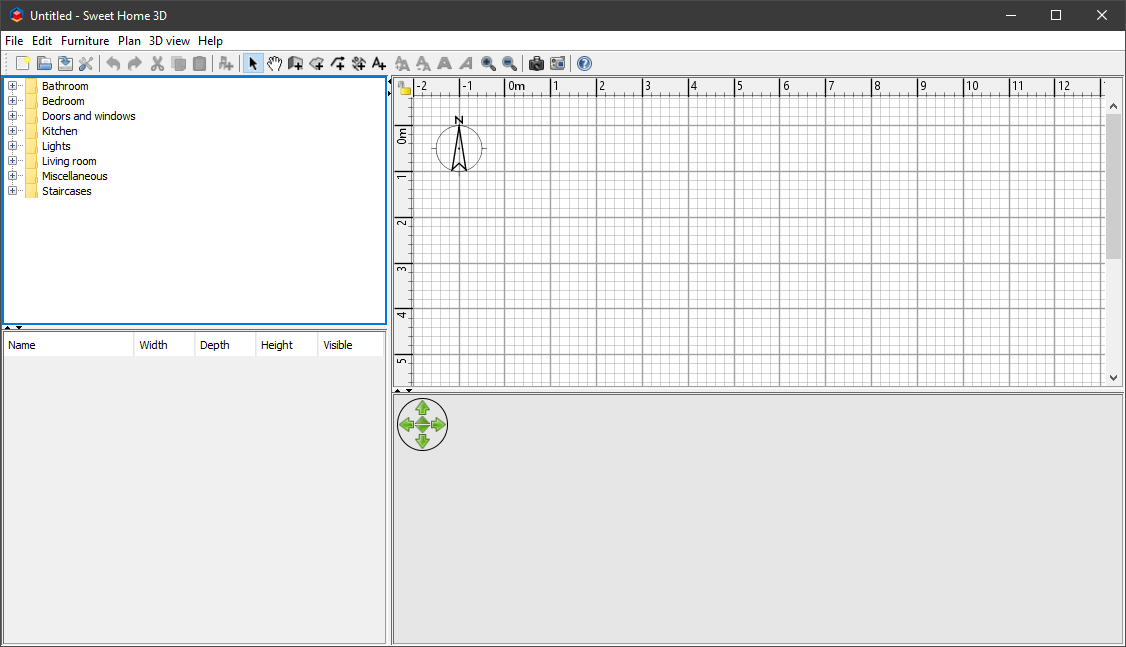 Untitled - Sweet Home 3D
File Edit Furniture Plan 3D view Help
Bathroom
Bedroom
Doors and windows
Kitchen
Lights
Living room
Miscellaneous
Staircases
Name Width Depth Height Visible
-2 -1 0m 1 2 3 4 5 6 7 8 9 10 11 12
N
0m
1
2
3
4
5